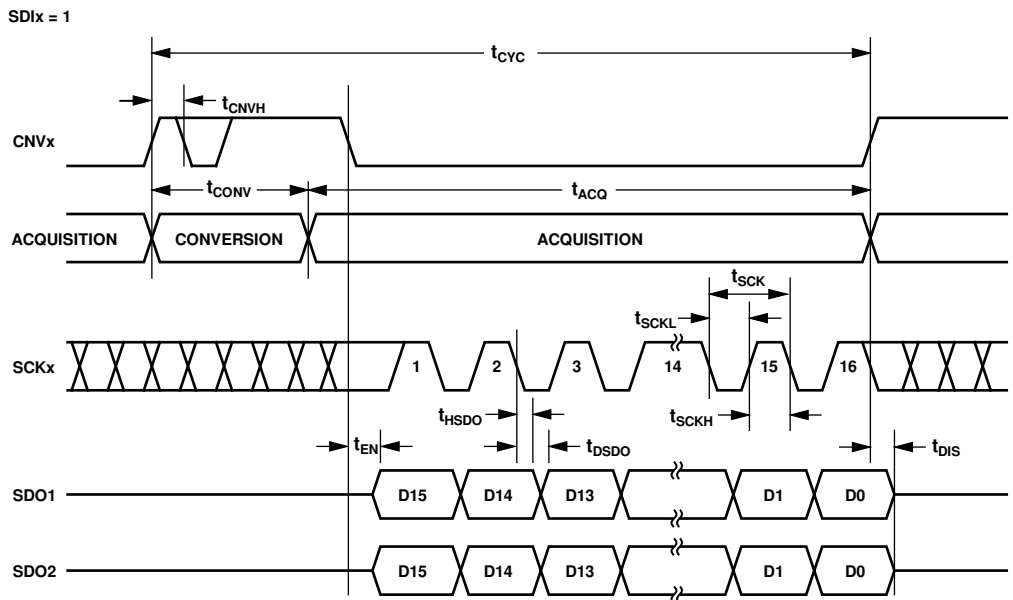 SDIx = 1
tCYC
tCNVH
CNVx
tCONV tACQ
ACQUISITION CONVERSION ACQUISITION
tSCK
tSCKL
SCKx 1 2 3 14 15 16
tHSDO tSCKH
tEN tDSDO tDIS
SDO1 D15 D14 D13 D1 D0
SDO2 D15 D14 D13 D1 D0